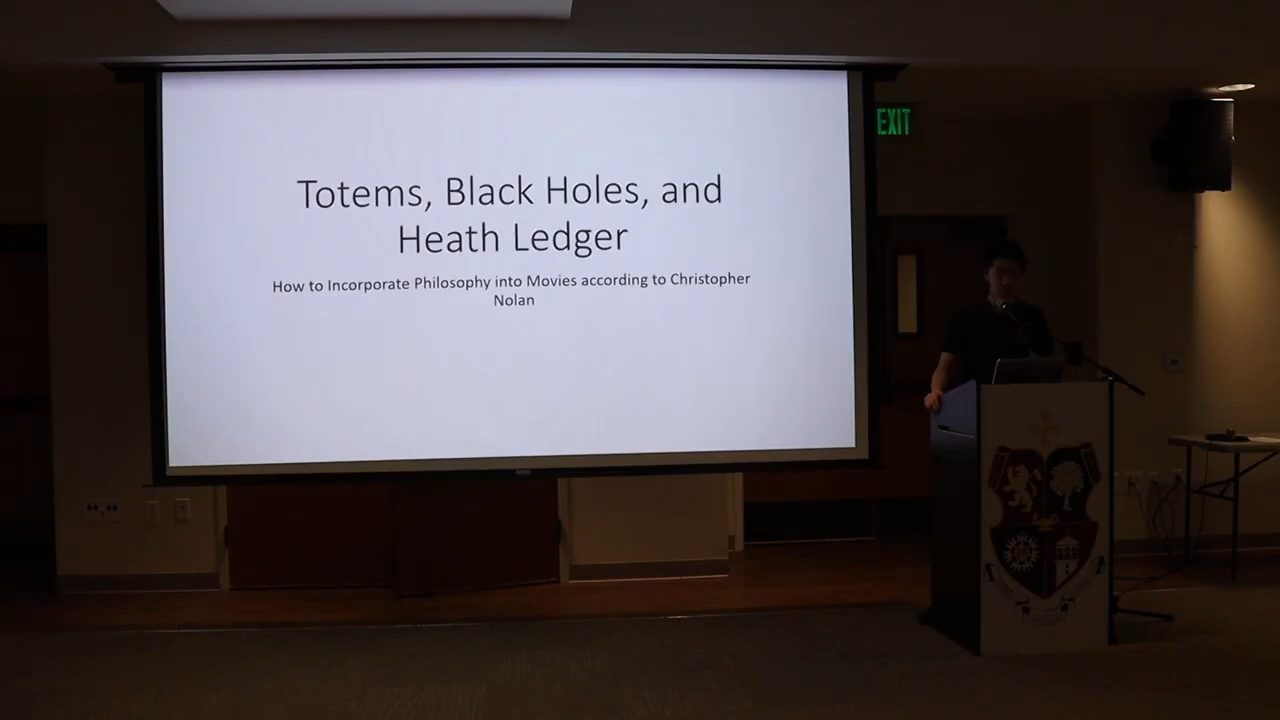 Totems, Black Holes, and
Heath Ledger
How to Incorporate Philosophy into Movies according to Christopher
Nolan
EXIT